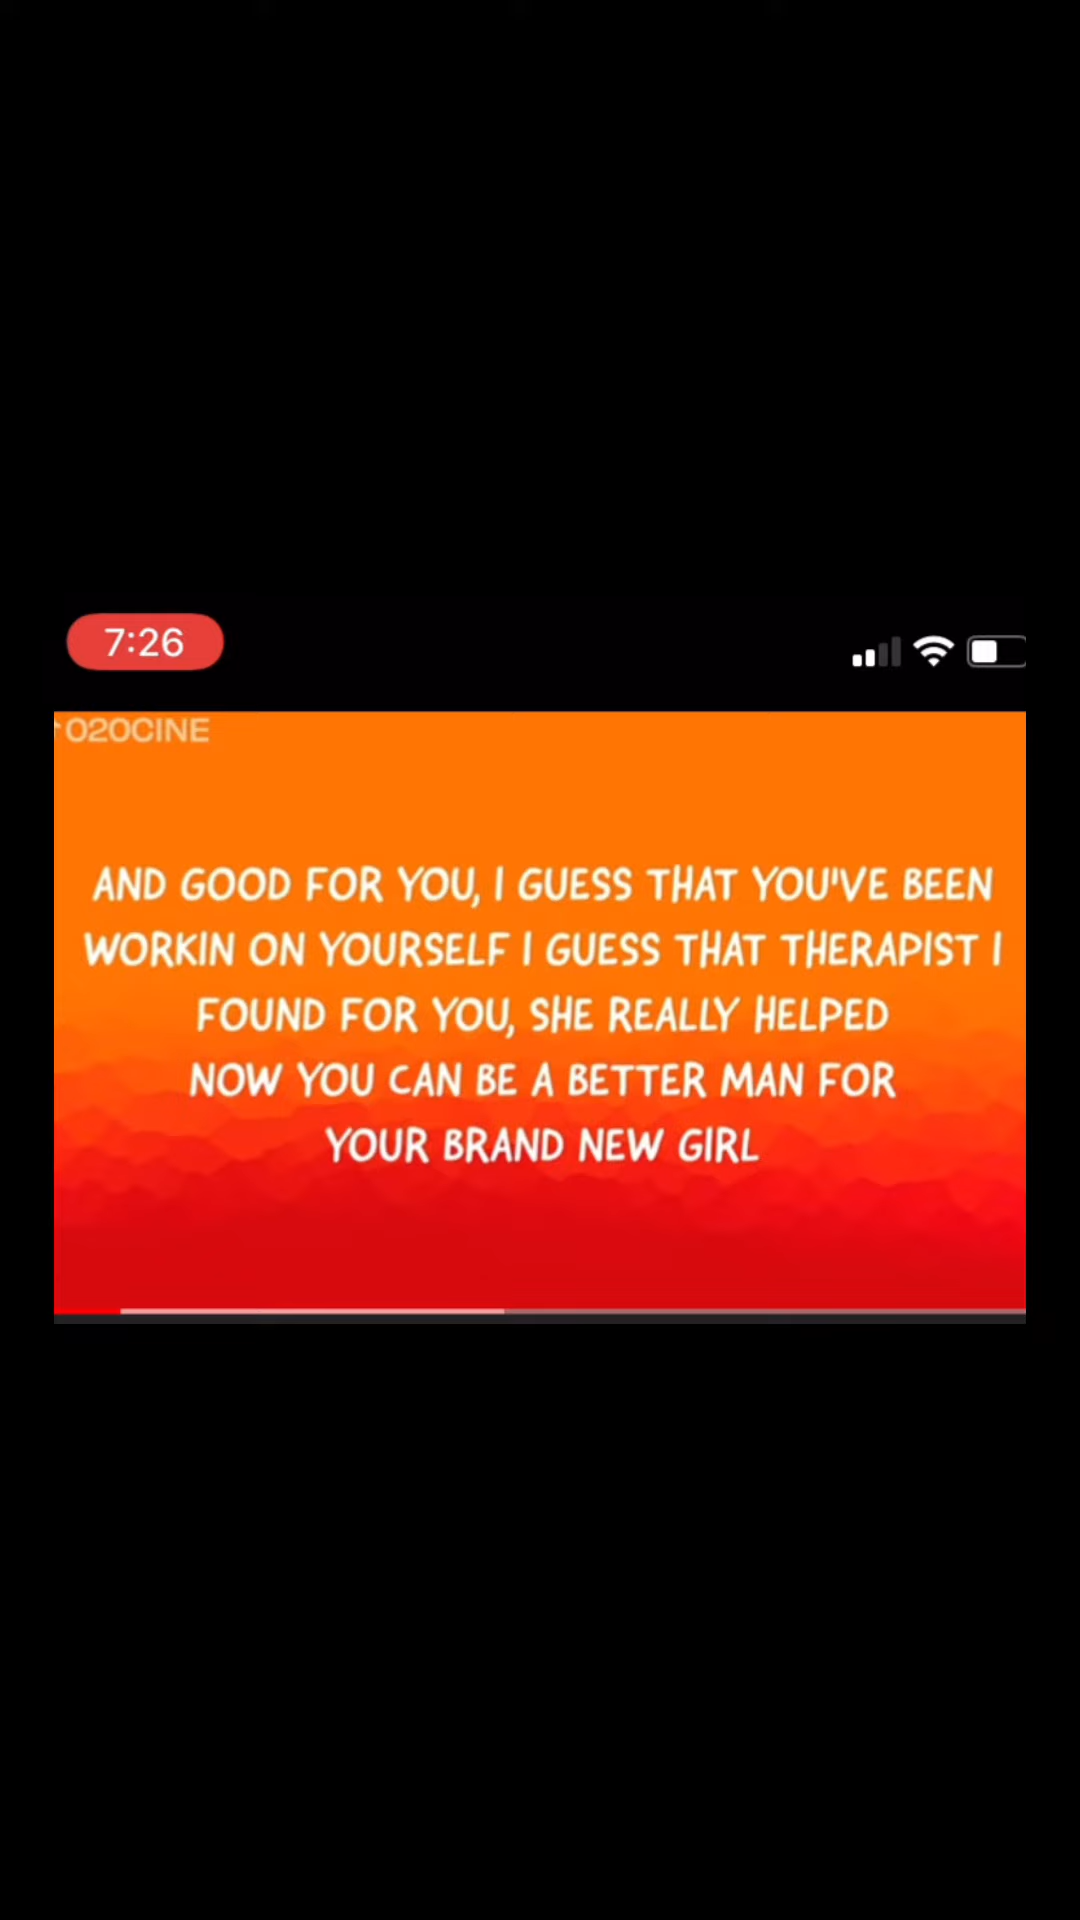 7:26
020CINE
AND GOOD FOR YOU, I GUESS THAT YOU'VE BEEN
WORKIN ON YOURSELF I GUESS THAT THERAPIST I
FOUND FOR YOU, SHE REALLY HELPED
NOW YOU CAN BE A BETTER MAN FOR
YOUR BRAND NEW GIRL